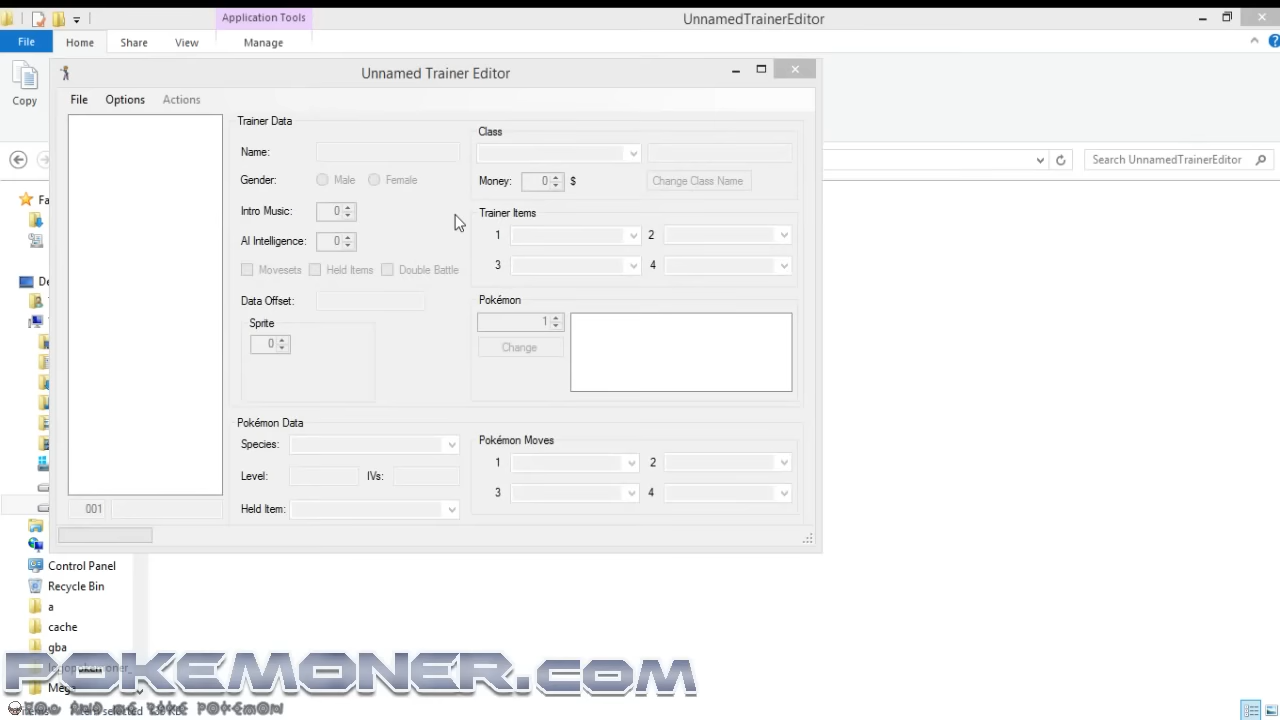 Application Tools
UnnamedTrainerEditor
File Home Share View Manage
Copy
Unnamed Trainer Editor
File Options Actions
Search UnnamedTrainerEditor
Trainer Data
Name:
Gender: Male Female
Intro Music: 0
AI Intelligence: 0
Movesets Held Items Double Battle
Data Offset:
Sprite
0
Class
Money: 0 $ Change Class Name
Trainer Items
1 2
3 4
Pokémon
1
Change
Pokémon Data
Species:
Level: IVs:
Held Item:
Pokémon Moves
1 2
3 4
001
Fa
De
Control Panel
Recycle Bin
a
cache
gba
Mega
POKEMONER.COM